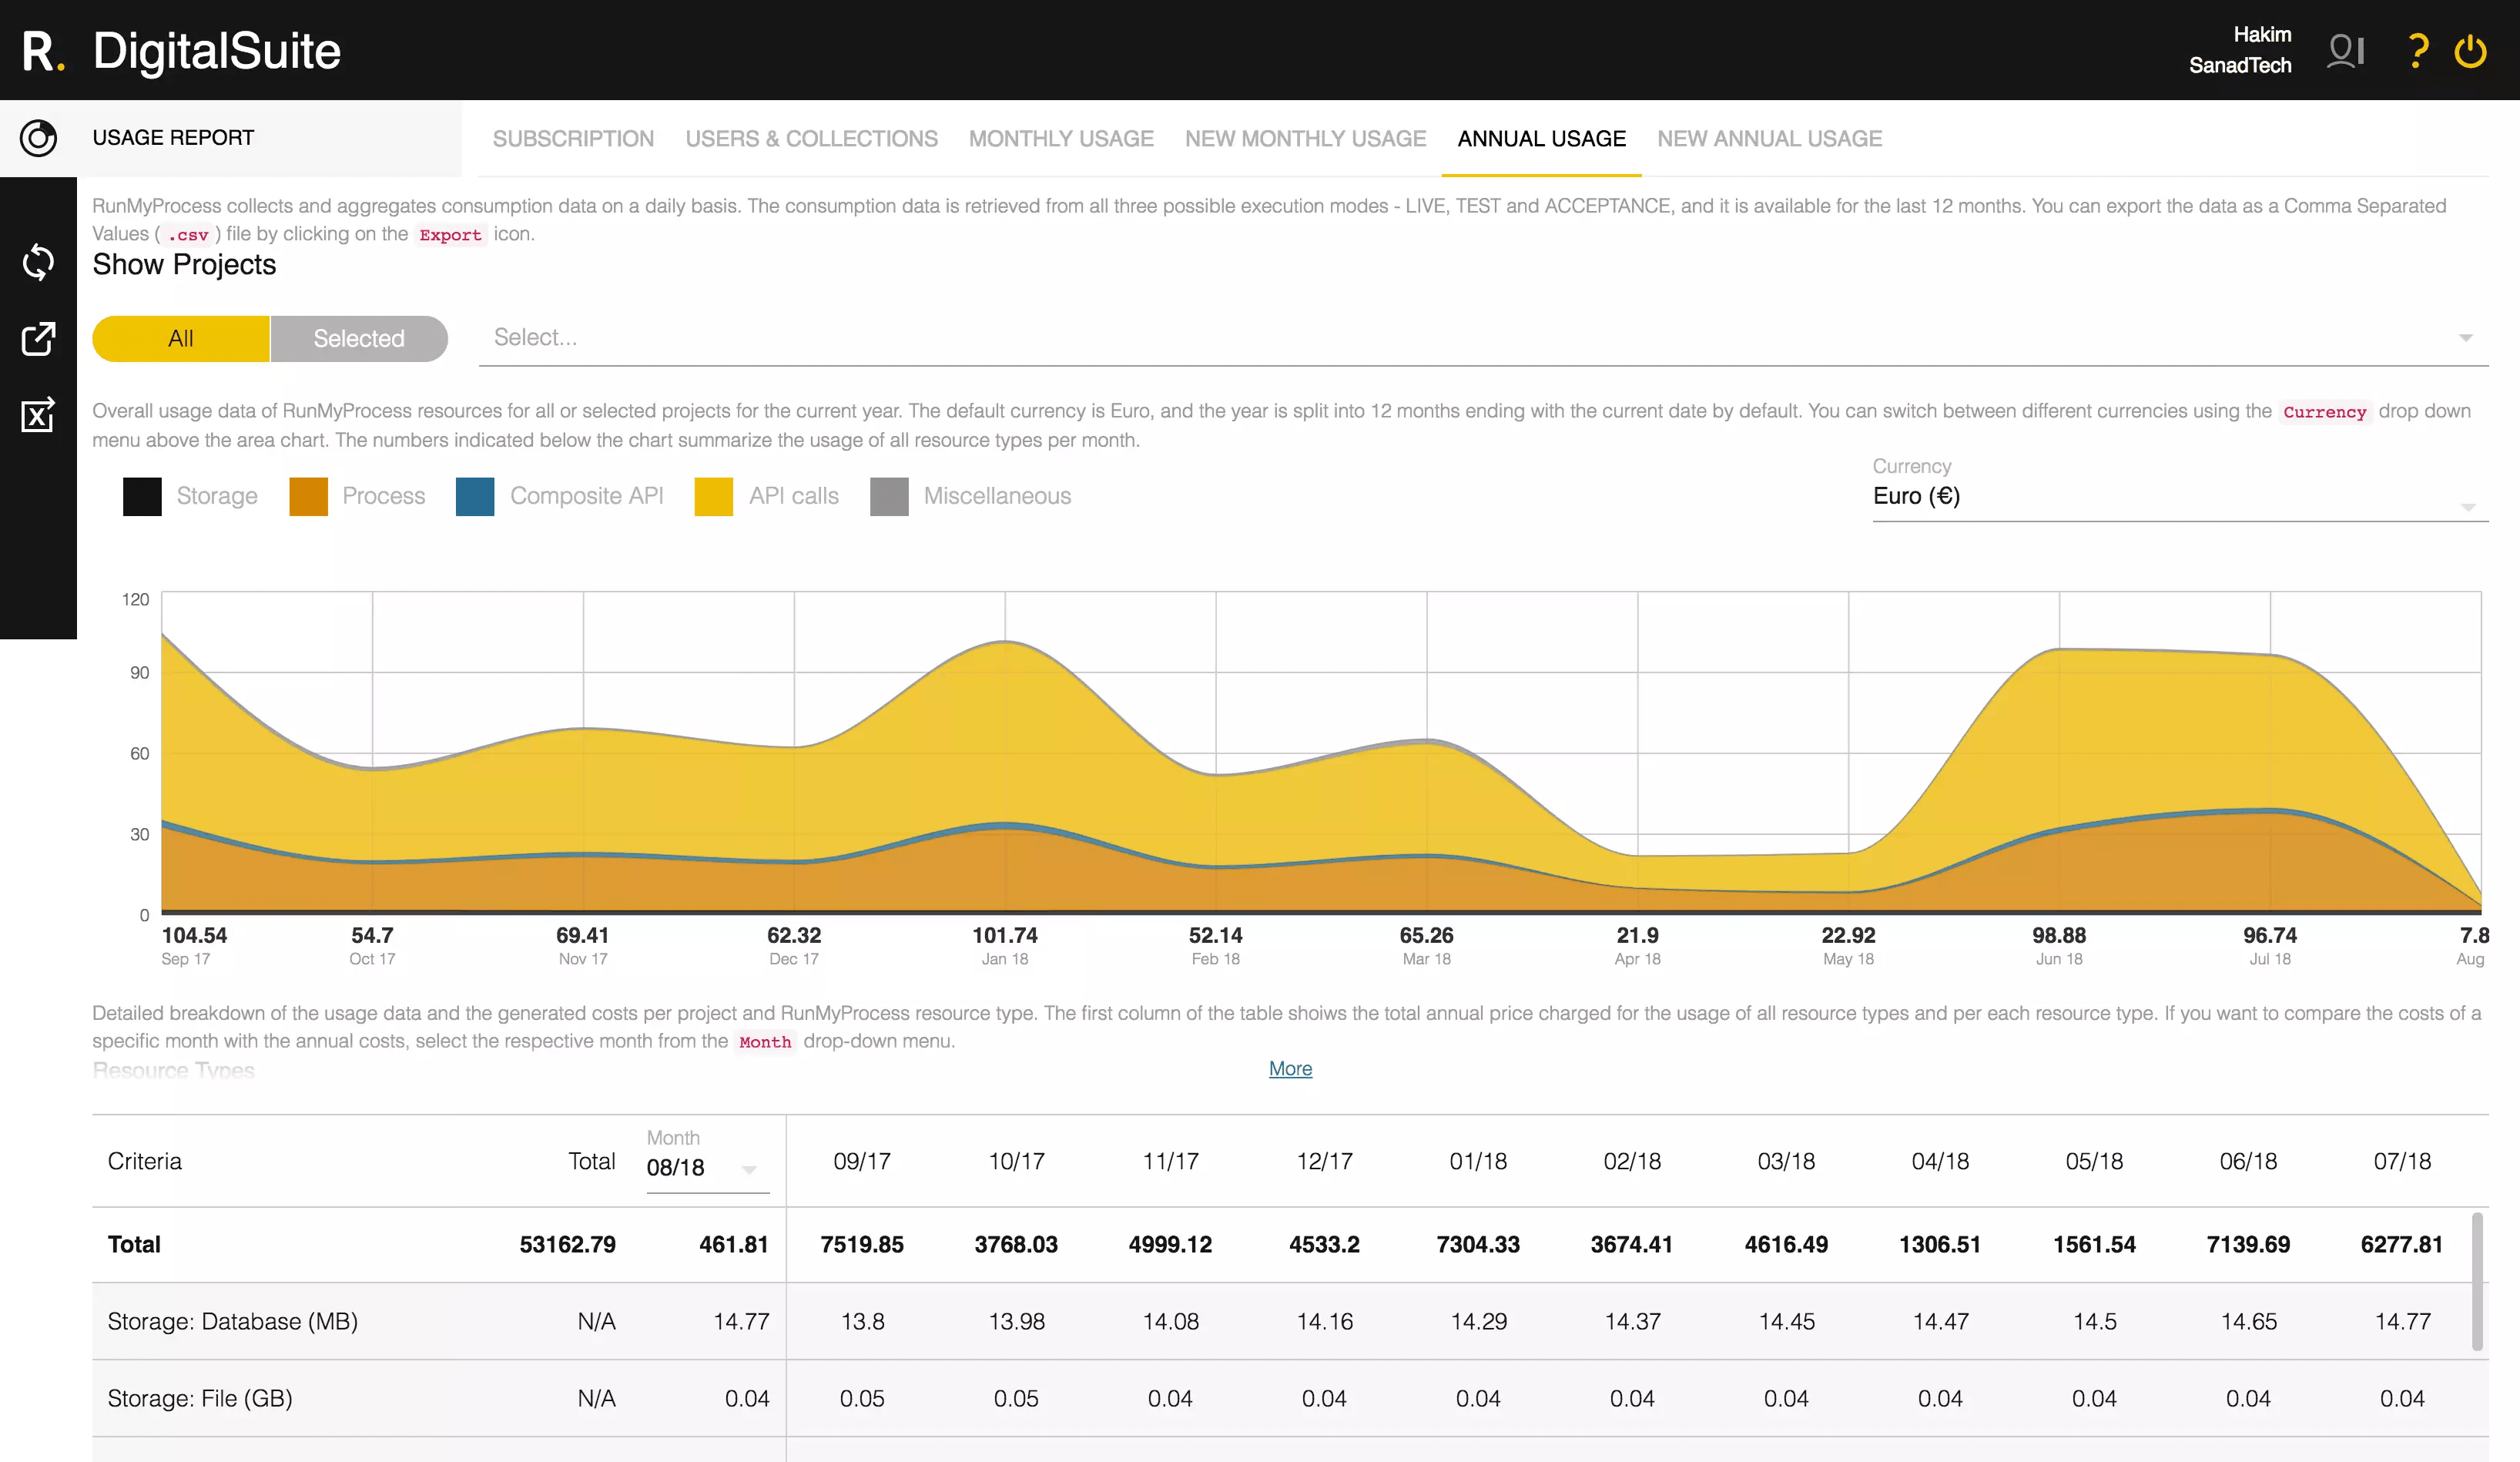 R. DigitalSuite
Hakim
SanadTech
?
USAGE REPORT
SUBSCRIPTION USERS & COLLECTIONS MONTHLY USAGE NEW MONTHLY USAGE ANNUAL USAGE NEW ANNUAL USAGE
RunMyProcess collects and aggregates consumption data on a daily basis. The consumption data is retrieved from all three possible execution modes - LIVE, TEST and ACCEPTANCE, and it is available for the last 12 months. You can export the data as a Comma Separated
Values ( .csv ) file by clicking on the Export icon.
Show Projects
All Selected Select...
Overall usage data of RunMyProcess resources for all or selected projects for the current year. The default currency is Euro, and the year is split into 12 months ending with the current date by default. You can switch between different currencies using the Currency drop down
menu above the area chart. The numbers indicated below the chart summarize the usage of all resource types per month.
Storage Process Composite API API calls Miscellaneous
Currency
Euro (€)
120
90
60
30
0
104.54 54.7 69.41 62.32 101.74 52.14 65.26 21.9 22.92 98.88 96.74 7.8
Sep 17 Oct 17 Nov 17 Dec 17 Jan 18 Feb 18 Mar 18 Apr 18 May 18 Jun 18 Jul 18 Aug
Detailed breakdown of the usage data and the generated costs per project and RunMyProcess resource type. The first column of the table shoiws the total annual price charged for the usage of all resource types and per each resource type. If you want to compare the costs of a
specific month with the annual costs, select the respective month from the Month drop-down menu.
Resource Types
More
Month
Criteria Total 08/18 09/17 10/17 11/17 12/17 01/18 02/18 03/18 04/18 05/18 06/18 07/18
Total 53162.79 461.81 7519.85 3768.03 4999.12 4533.2 7304.33 3674.41 4616.49 1306.51 1561.54 7139.69 6277.81
Storage: Database (MB) N/A 14.77 13.8 13.98 14.08 14.16 14.29 14.37 14.45 14.47 14.5 14.65 14.77
Storage: File (GB) N/A 0.04 0.05 0.05 0.04 0.04 0.04 0.04 0.04 0.04 0.04 0.04 0.04